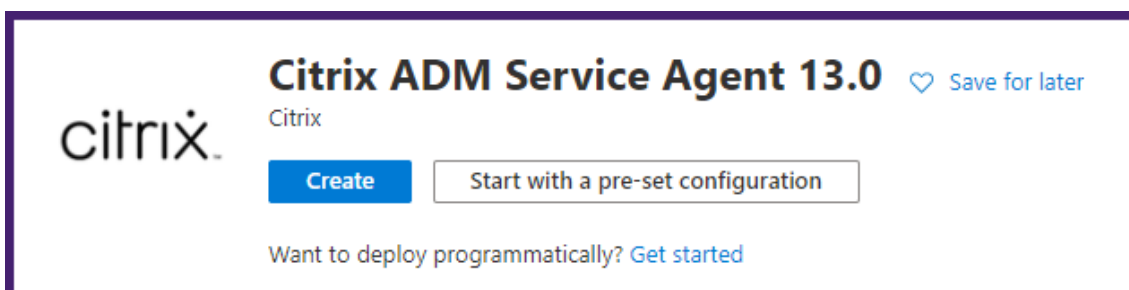 Citrix ADM Service Agent 13.0 Save for later
Citrix
citrix™
Create Start with a pre-set configuration
Want to deploy programmatically? Get started